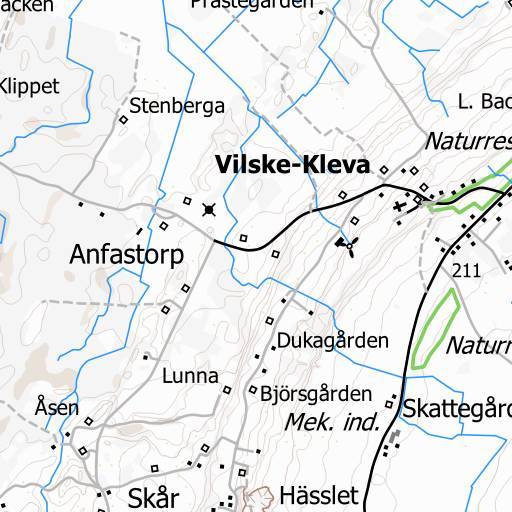 Prästegården
acken
Klippet
Stenberga
L. Bac
Naturres
Vilske-Kleva
Anfastorp
211
Dukagården
Naturr
Lunna
Björsgården
Åsen
Mek. ind.
Skattegård
Skår
Hässlet